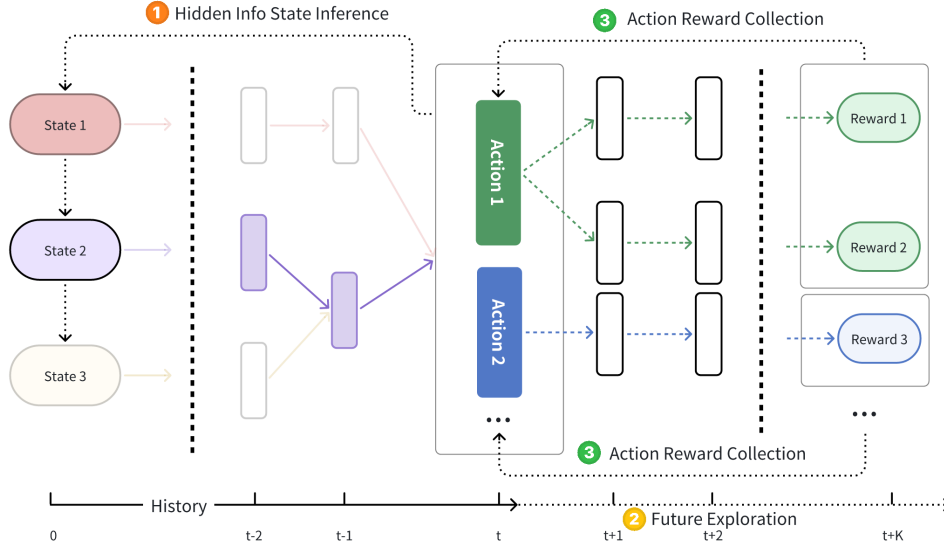 1 Hidden Info State Inference
3 Action Reward Collection
State 1
State 2
State 3
Action 1
Action 2
...
Reward 1
Reward 2
Reward 3
...
3 Action Reward Collection
History
2 Future Exploration
0 t-2 t-1 t t+1 t+2 t+K